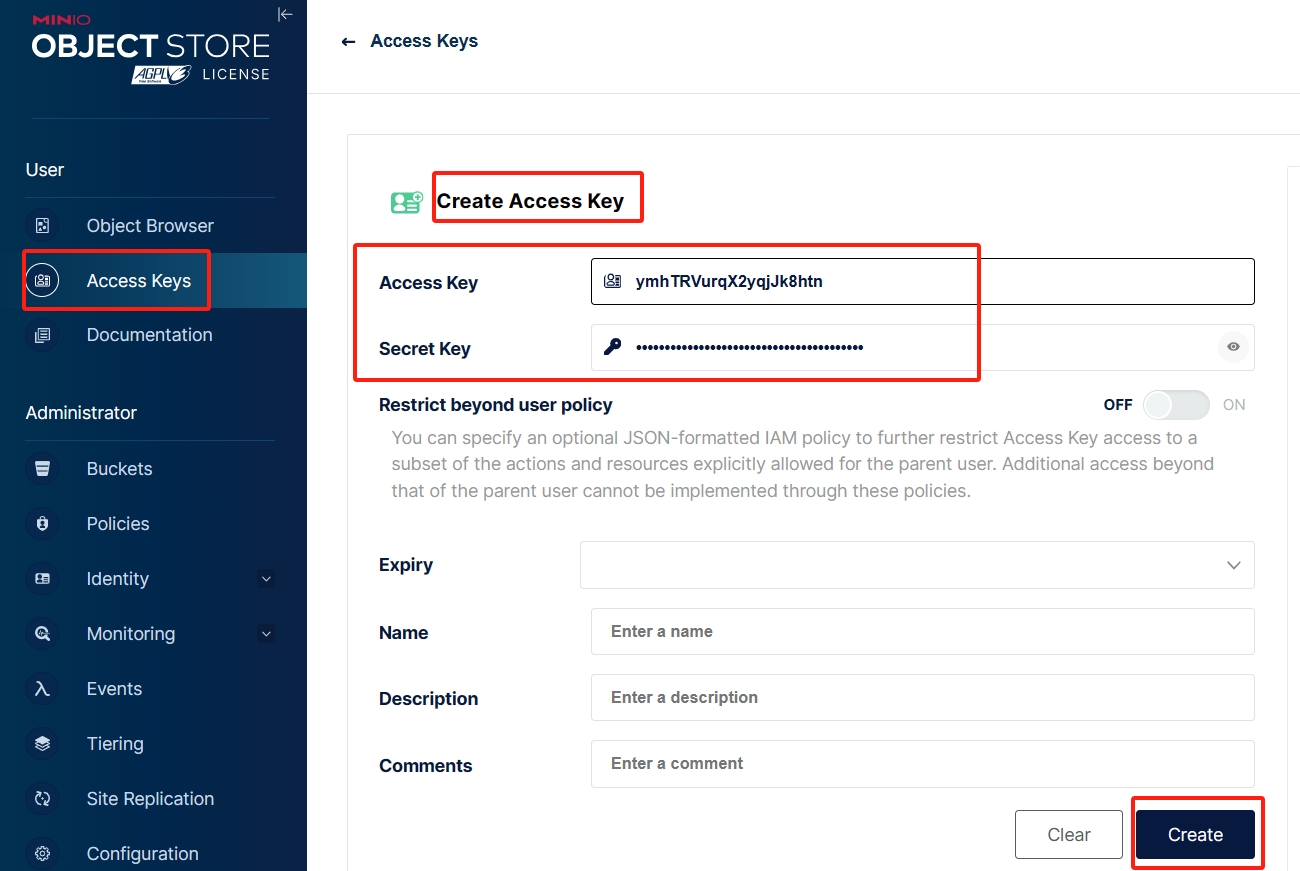 MINIO
OBJECT STORE
AGPL v3 LICENSE
User
Object Browser
Access Keys
Documentation
Administrator
Buckets
Policies
Identity
Monitoring
Events
Tiering
Site Replication
Configuration
Access Keys
Create Access Key
Access Key
ymhTRVurqX2yqjJk8htn
Secret Key
••••••••••••••••••••••••••••••••••••••••
Restrict beyond user policy
OFF
ON
You can specify an optional JSON-formatted IAM policy to further restrict Access Key access to a
subset of the actions and resources explicitly allowed for the parent user. Additional access beyond
that of the parent user cannot be implemented through these policies.
Expiry
Name
Enter a name
Description
Enter a description
Comments
Enter a comment
Clear
Create